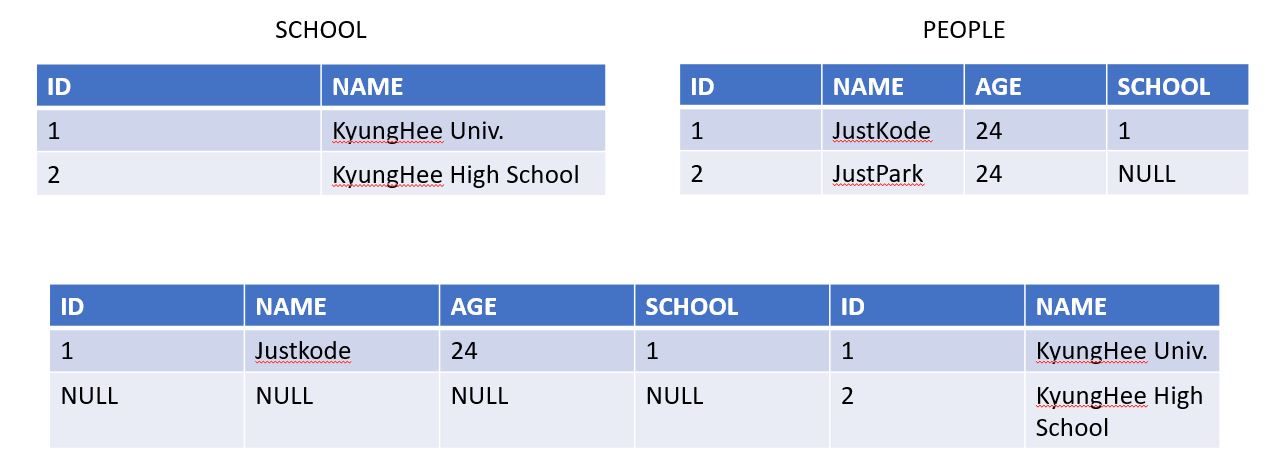 SCHOOL
PEOPLE
ID NAME
1 KyungHee Univ.
2 KyungHee High School
ID NAME AGE SCHOOL
1 JustKode 24 1
2 JustPark 24 NULL
ID NAME AGE SCHOOL ID NAME
1 Justkode 24 1 1 KyungHee Univ.
NULL NULL NULL NULL 2 KyungHee High
School